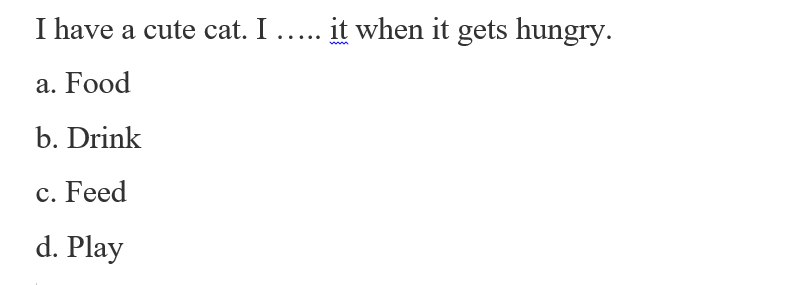 I have a cute cat. I ….. it when it gets hungry.
a. Food
b. Drink
c. Feed
d. Play